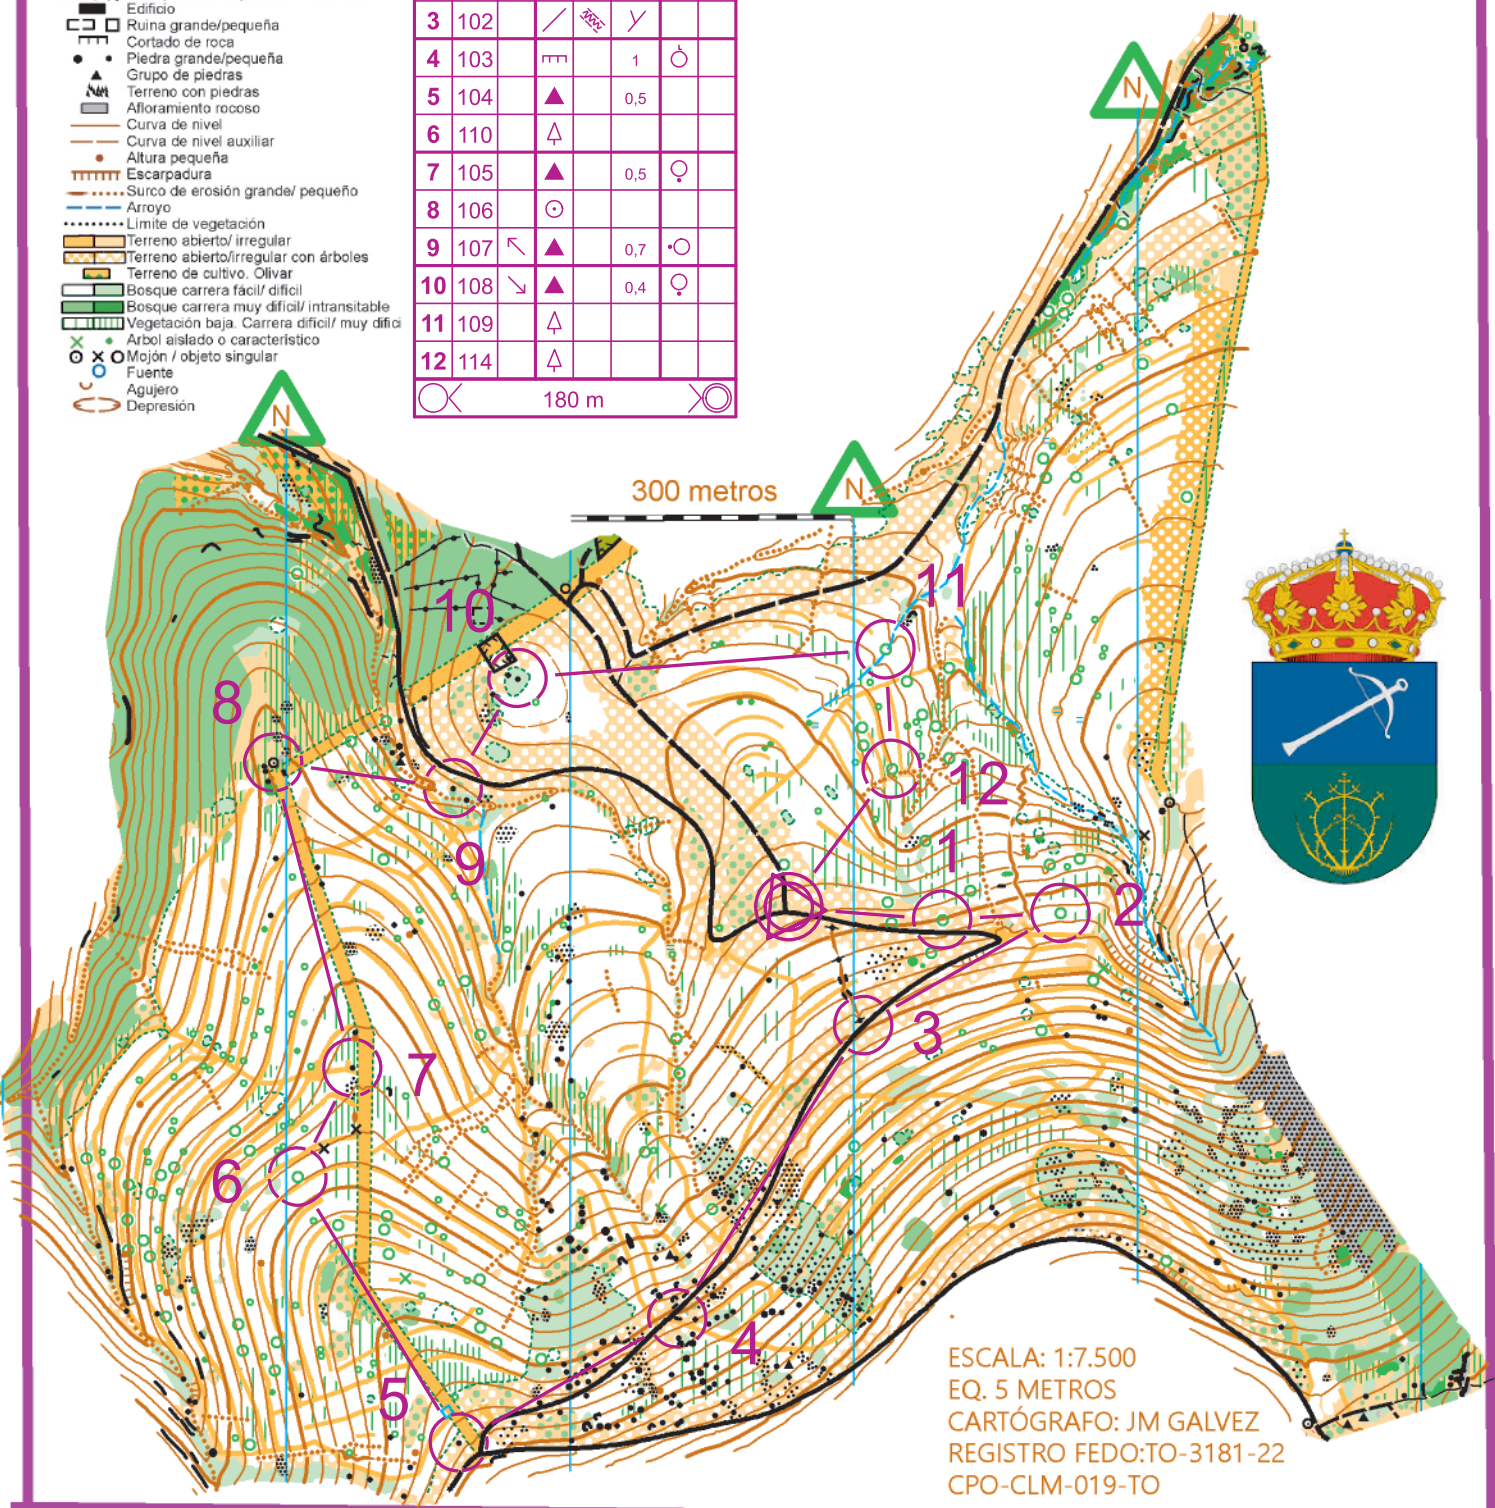 Edificio
Ruina grande/pequeña
Cortado de roca
Piedra grande/pequeña
Grupo de piedras
Terreno con piedras
Afloramiento rocoso
Curva de nivel
Curva de nivel auxiliar
Altura pequeña
Escarpadura
Surco de erosión grande/ pequeño
Arroyo
Limite de vegetación
Terreno abierto/ irregular
Terreno abierto/irregular con árboles
Terreno de cultivo. Olivar
Bosque carrera fácil/ dificil
Bosque carrera muy dificil/ intransitable
Vegetación baja. Carrera dificil/ muy difici
Arbol aislado o característico
Mojón / objeto singular
Fuente
Agujero
Depresión
3 102
4 103 1
5 104 0,5
6 110
7 105 0,5
8 106
9 107 0,7
10 108 0,4
11 109
12 114
180 m
N
N
N
300 metros
11
10
8
12
1
9
2
3
7
6
4
5
ESCALA: 1:7.500
EQ. 5 METROS
CARTÓGRAFO: JM GALVEZ
REGISTRO FEDO:TO-3181-22
CPO-CLM-019-TO